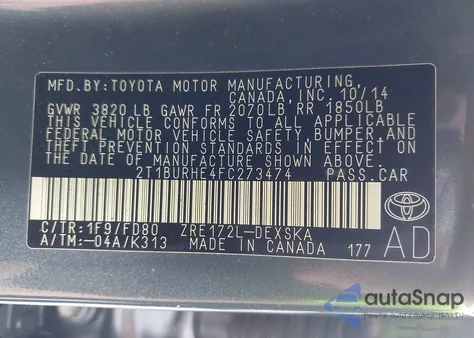 MFD.BY:TOYOTA MOTOR MANUFACTURING,
CANADA, INC. 10/14
GVWR 3820 LB GAWR FR 2070LB RR 1850LB
THIS VEHICLE CONFORMS TO ALL APPLICABLE
FEDERAL MOTOR VEHICLE SAFETY, BUMPER, AND
THEFT PREVENTION STANDARDS IN EFFECT ON
THE DATE OF MANUFACTURE SHOWN ABOVE.
2T1BURHE4FC273474 PASS.CAR
C/TR:1F9/FD80 ZRE172L-DEXSKA
A/TM:-04A/K313 MADE IN CANADA 177
AD
autoSnap